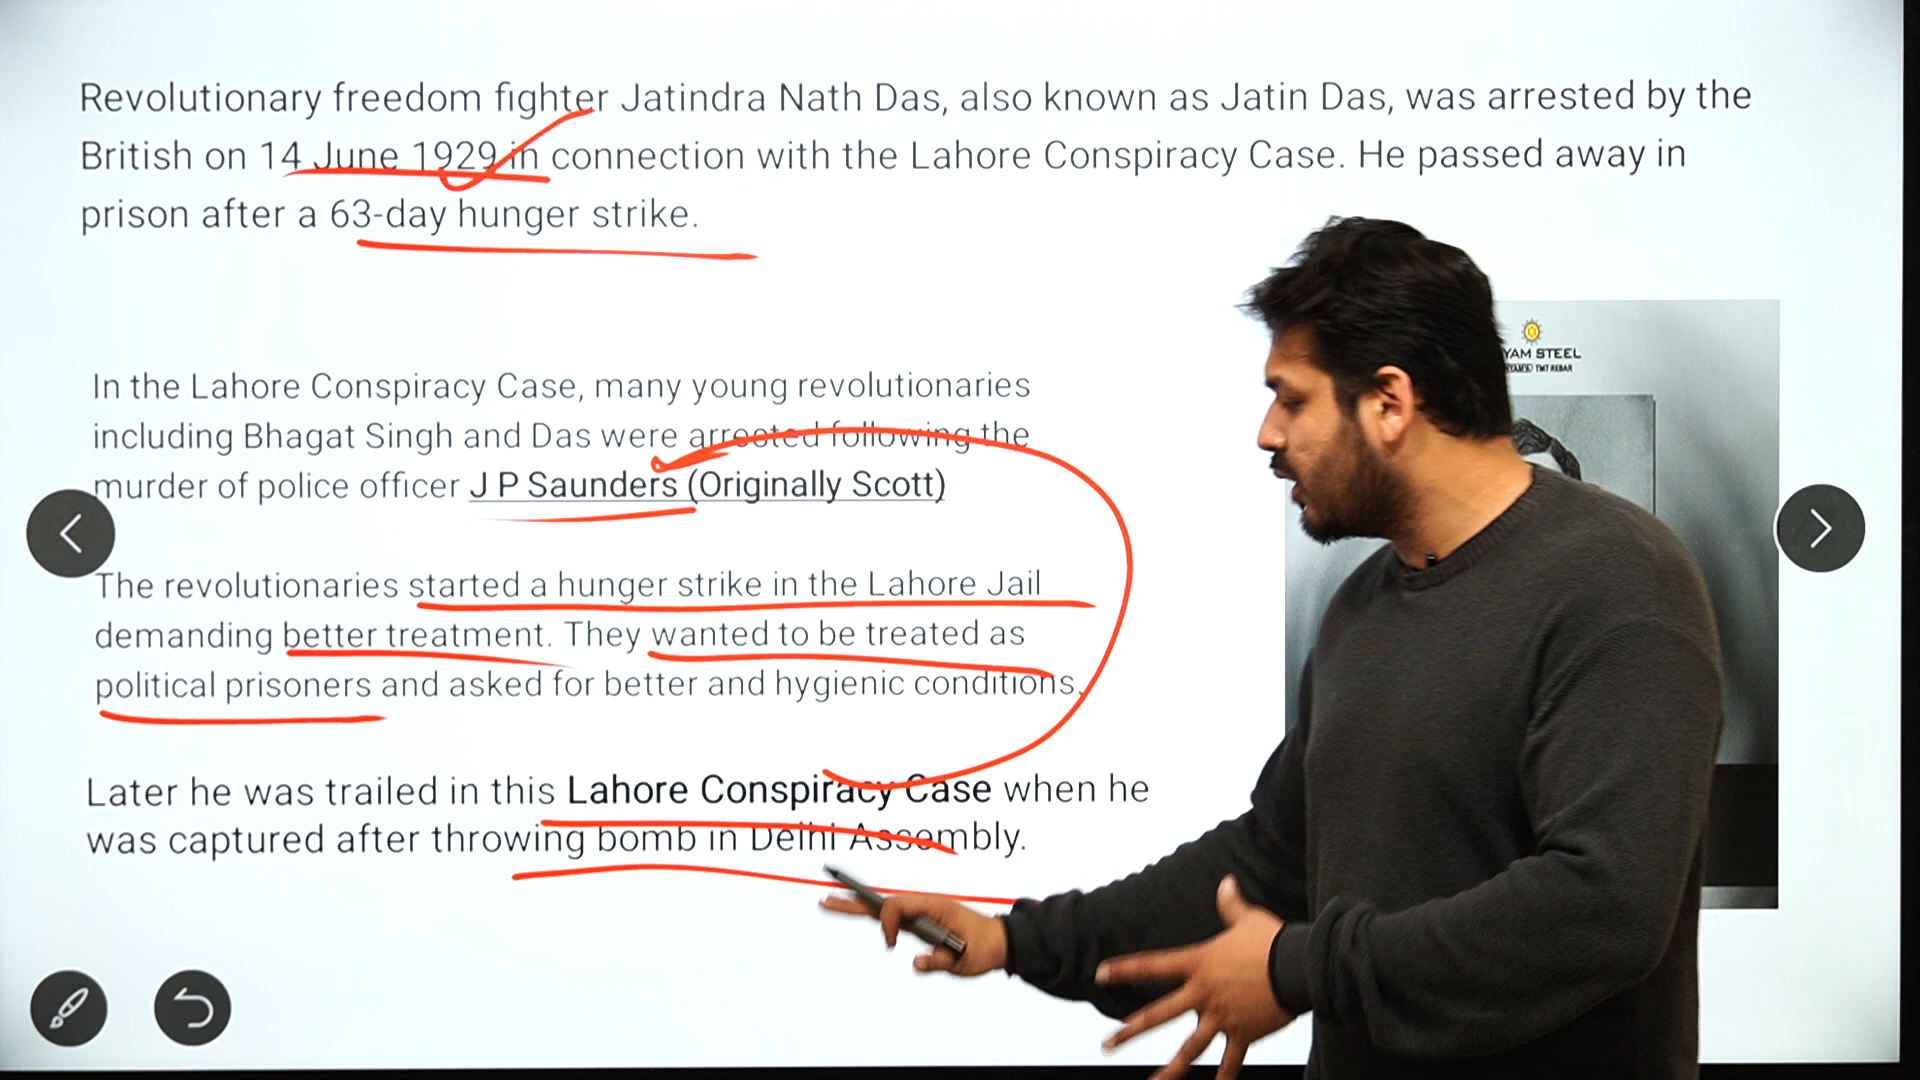 Revolutionary freedom fighter Jatindra Nath Das, also known as Jatin Das, was arrested by the
British on 14 June 1929 in connection with the Lahore Conspiracy Case. He passed away in
prison after a 63-day hunger strike.
In the Lahore Conspiracy Case, many young revolutionaries
including Bhagat Singh and Das were arrested following the
murder of police officer J P Saunders (Originally Scott)
The revolutionaries started a hunger strike in the Lahore Jail
demanding better treatment. They wanted to be treated as
political prisoners and asked for better and hygienic conditions.
Later he was trailed in this Lahore Conspiracy Case when he
was captured after throwing bomb in Delhi Assembly.
YAM STEEL
TMT REBAR